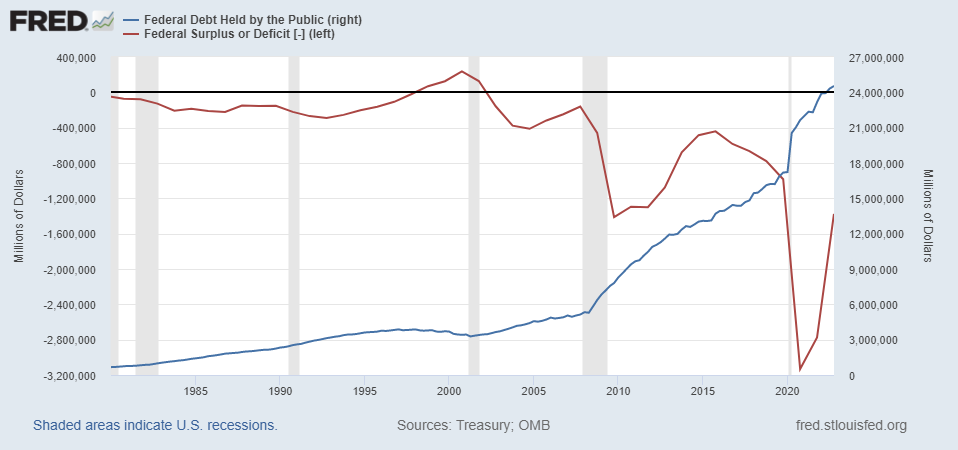 FRED
Federal Debt Held by the Public (right)
Federal Surplus or Deficit [-] (left)
400,000
0
-400,000
-800,000
-1,200,000
-1,600,000
-2,000,000
-2,400,000
-2,800,000
-3,200,000
Millions of Dollars
27,000,000
24,000,000
21,000,000
18,000,000
15,000,000
12,000,000
9,000,000
6,000,000
3,000,000
0
Millions of Dollars
1985 1990 1995 2000 2005 2010 2015 2020
Shaded areas indicate U.S. recessions. Sources: Treasury; OMB fred.stlouisfed.org